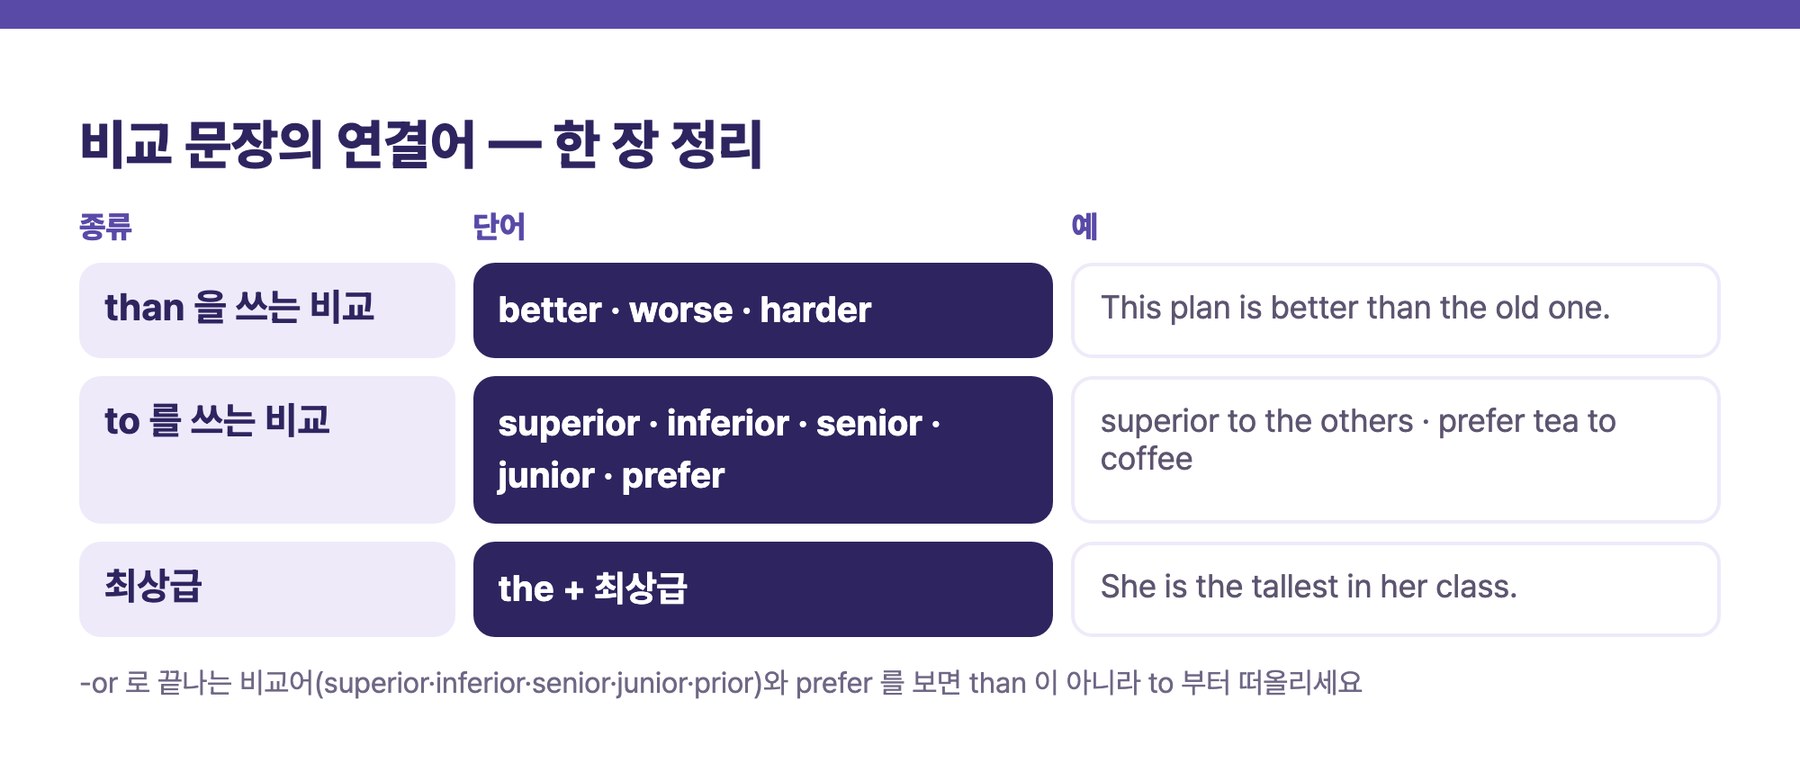 비교 문장의 연결어 — 한 장 정리
종류 단어 예
than 을 쓰는 비교 better · worse · harder This plan is better than the old one.
to 를 쓰는 비교 superior · inferior · senior · superior to the others · prefer tea to
junior · prefer coffee
최상급 the + 최상급 She is the tallest in her class.
-or 로 끝나는 비교어(superior·inferior·senior·junior·prior)와 prefer 를 보면 than 이 아니라 to 부터 떠올리세요